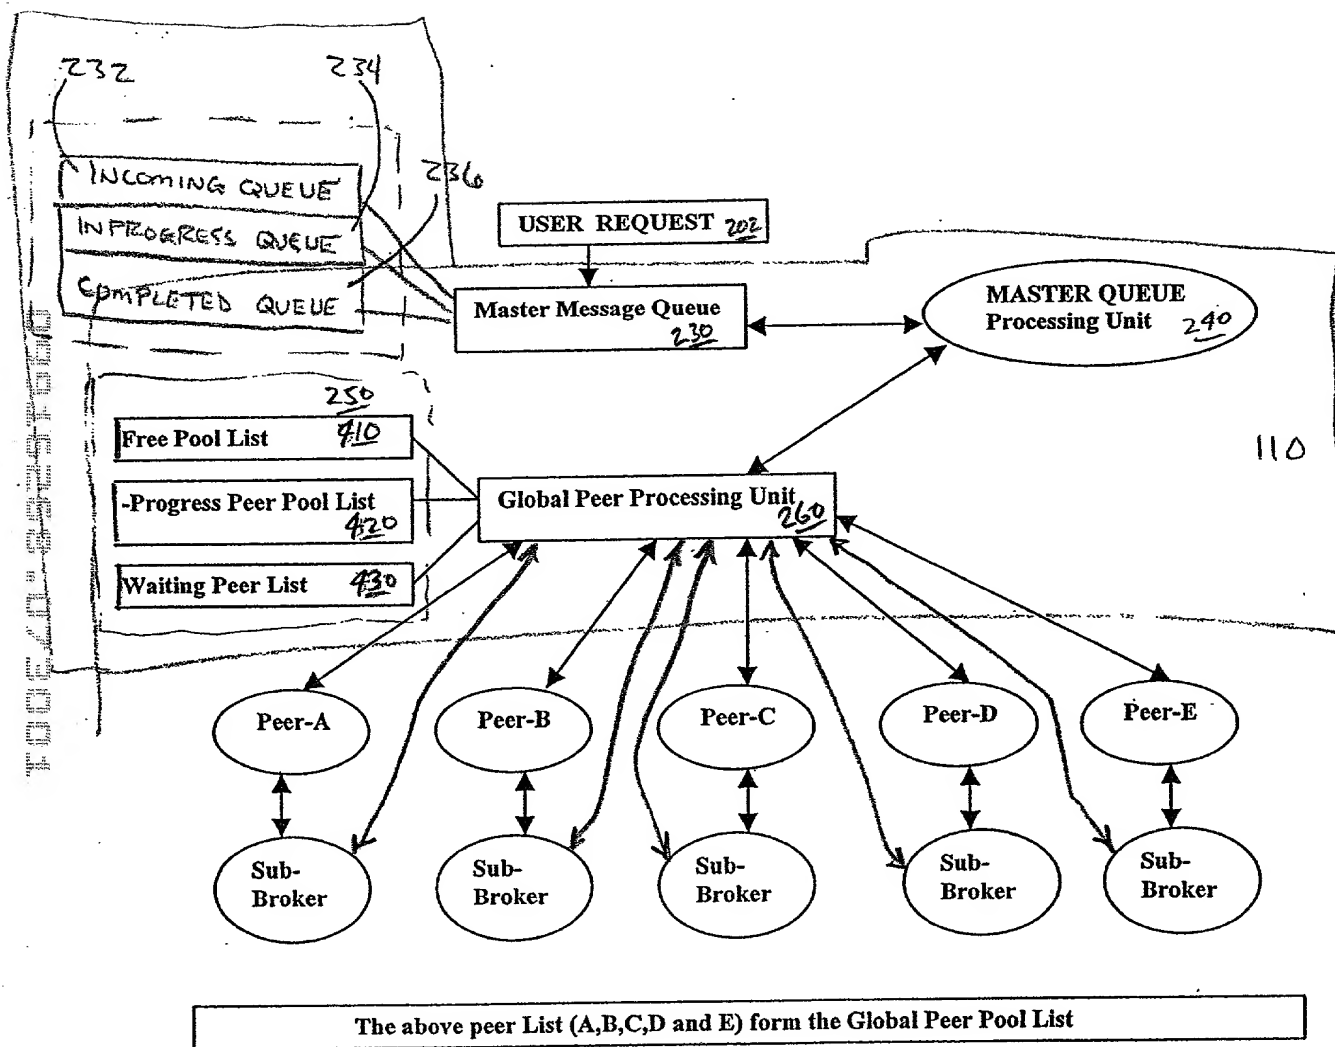 232
234
236
INCOMING QUEUE
INPROGRESS QUEUE
COMPLETED QUEUE
USER REQUEST 202
Master Message Queue
230
MASTER QUEUE
Processing Unit 240
250
Free Pool List 410
-Progress Peer Pool List
420
Waiting Peer List 430
Global Peer Processing Unit
260
110
Peer-A
Peer-B
Peer-C
Peer-D
Peer-E
Sub-
Broker
Sub-
Broker
Sub-
Broker
Sub-
Broker
Sub-
Broker
The above peer List (A,B,C,D and E) form the Global Peer Pool List